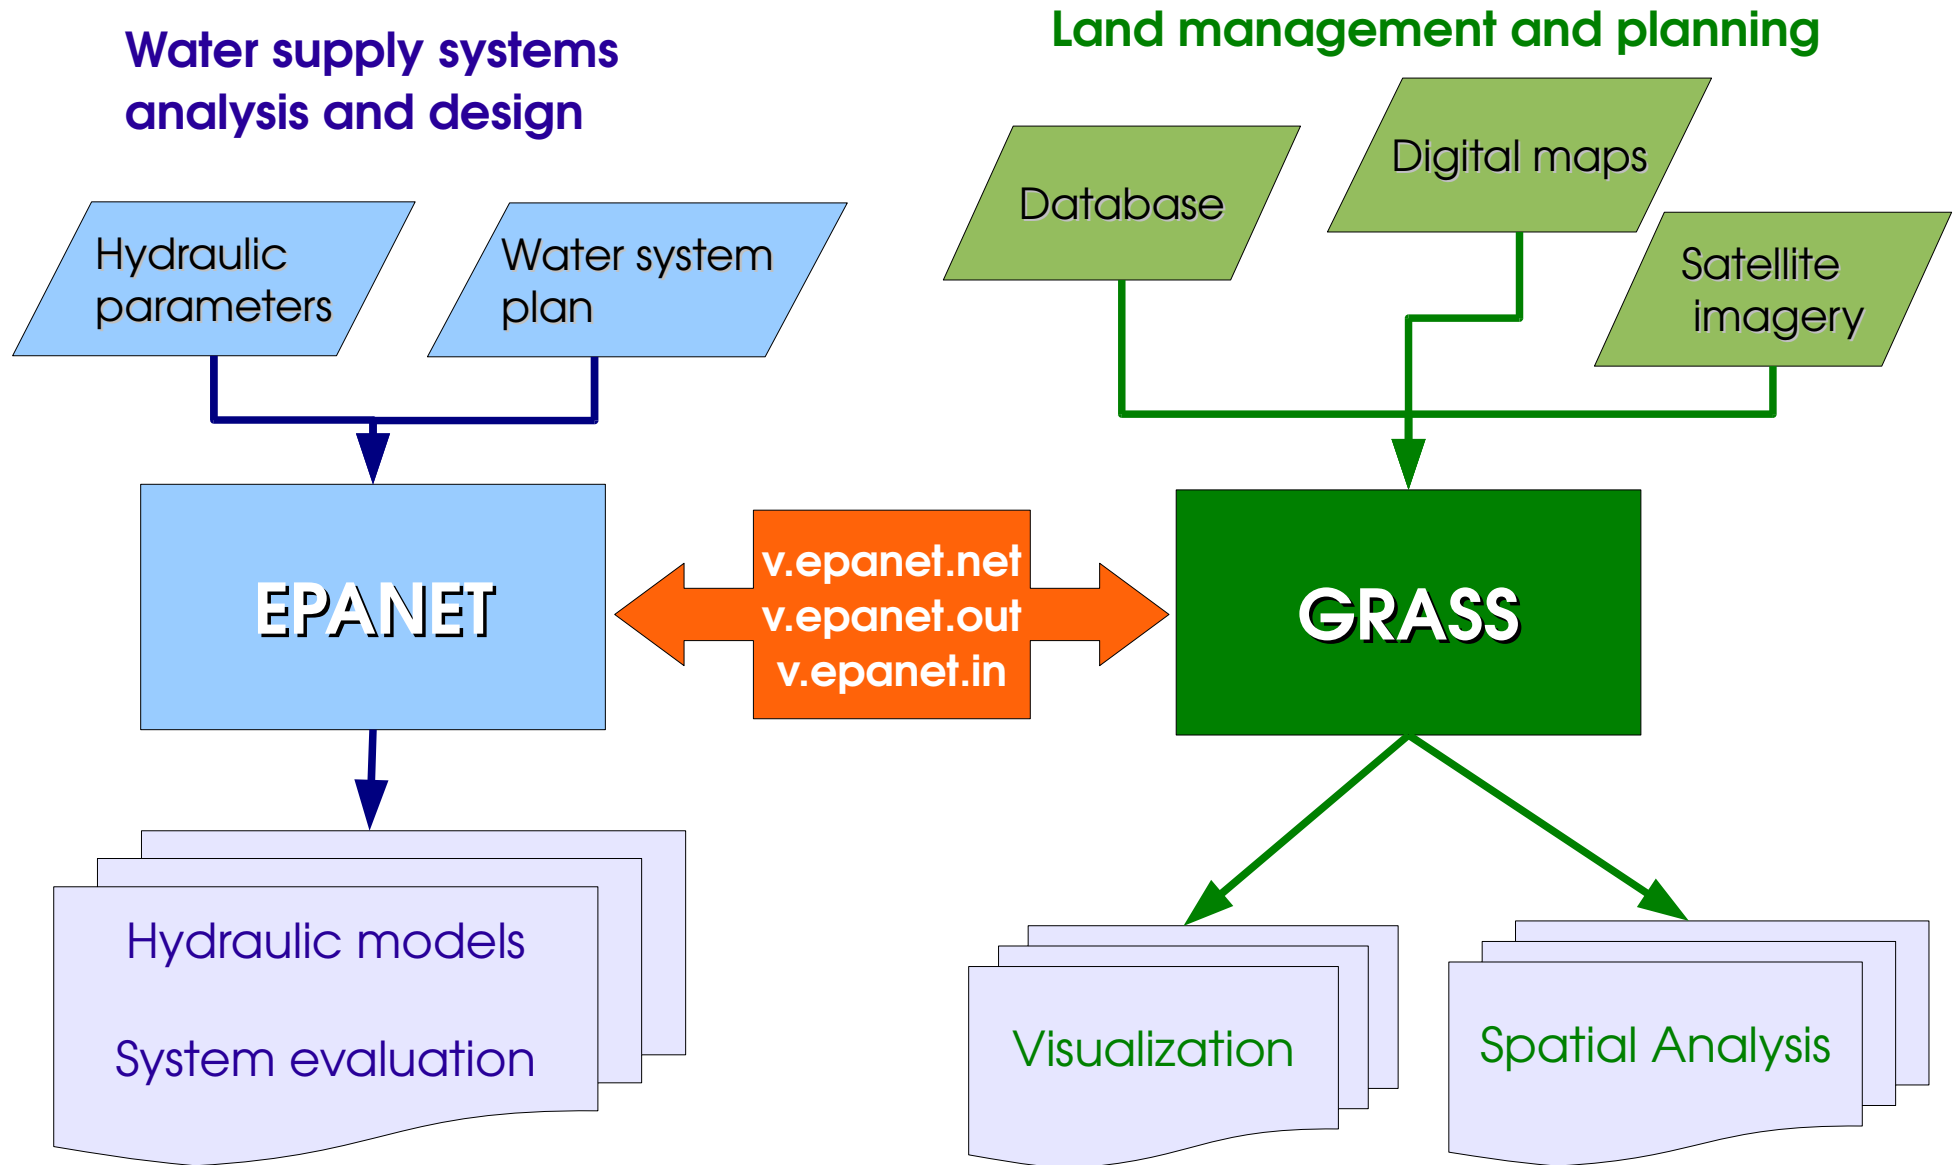 Water supply systems
analysis and design
Land management and planning
Hydraulic
parameters
Water system
plan
Database
Digital maps
Satellite
imagery
EPANET
v.epanet.net
v.epanet.out
v.epanet.in
GRASS
Hydraulic models
System evaluation
Visualization
Spatial Analysis